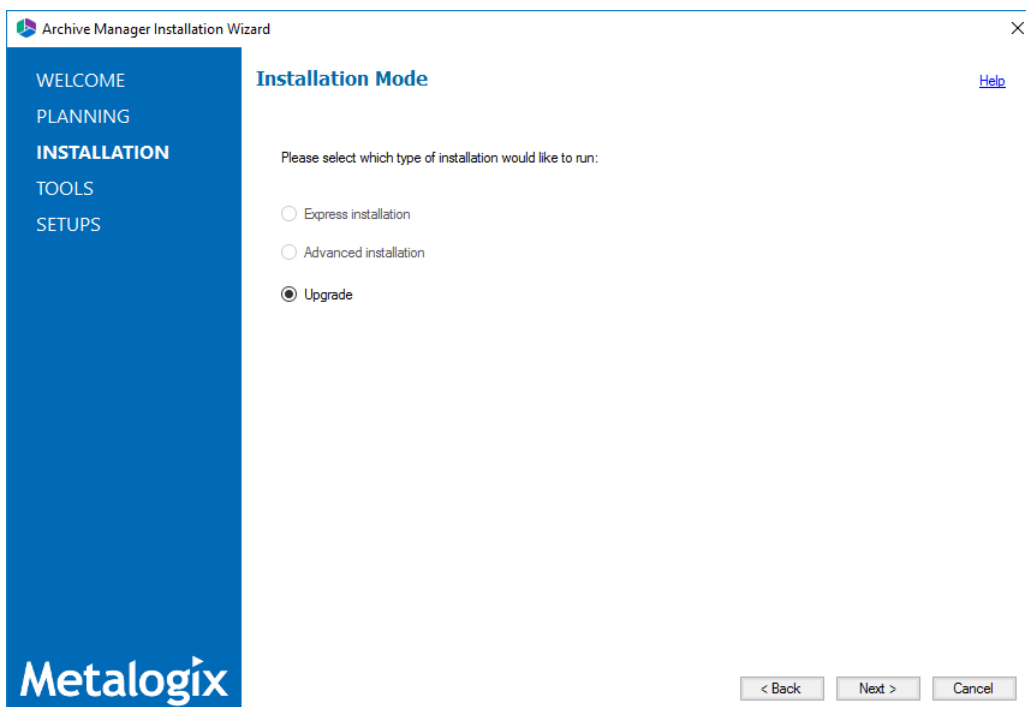 Archive Manager Installation Wizard
WELCOME
PLANNING
INSTALLATION
TOOLS
SETUPS
Installation Mode
Help
Please select which type of installation would like to run:
Express installation
Advanced installation
Upgrade
Metalogix
< Back
Next >
Cancel